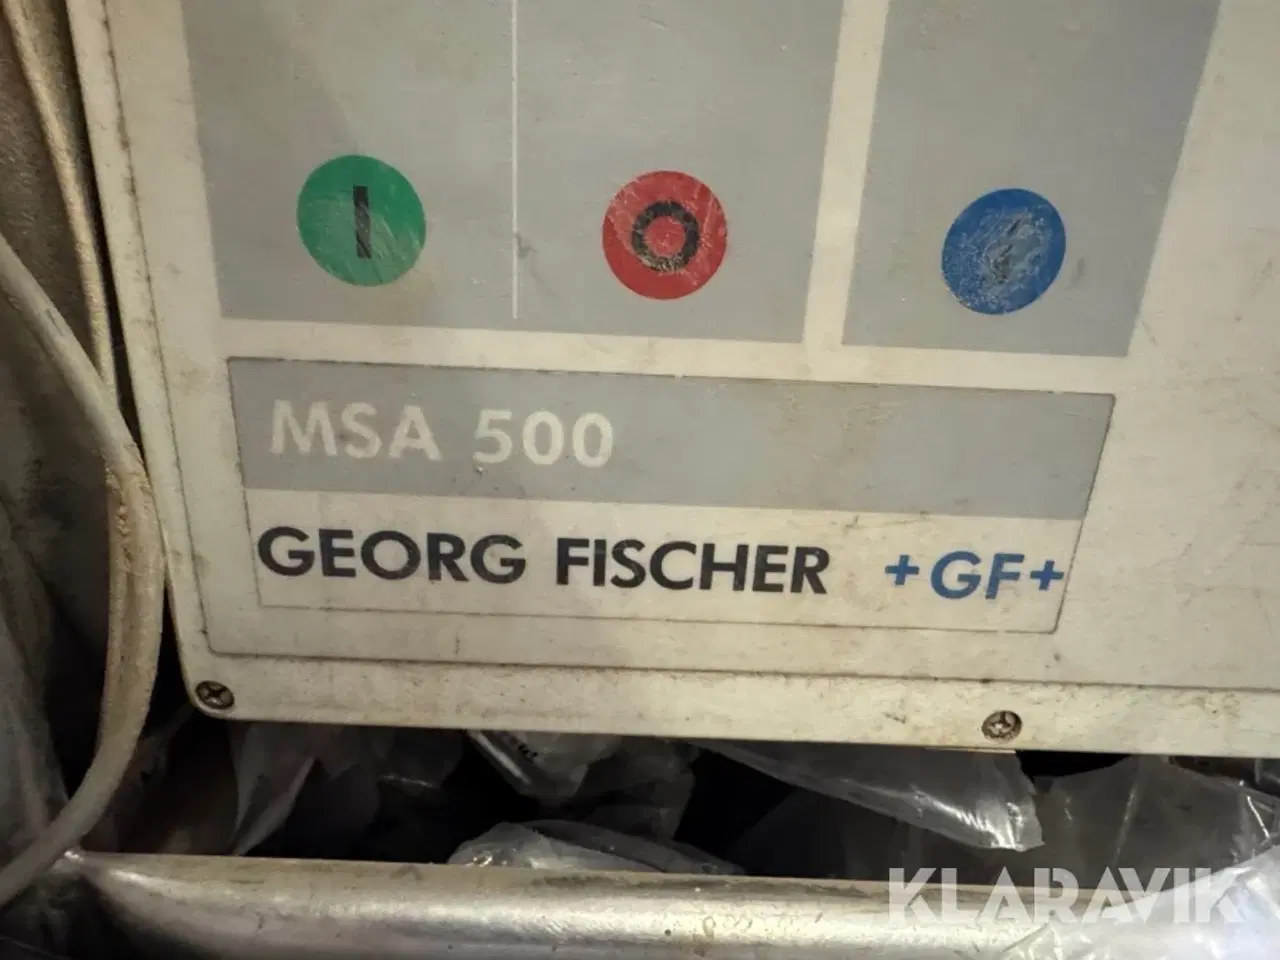 I O
MSA 500
GEORG FISCHER +GF+
KLARAVIK